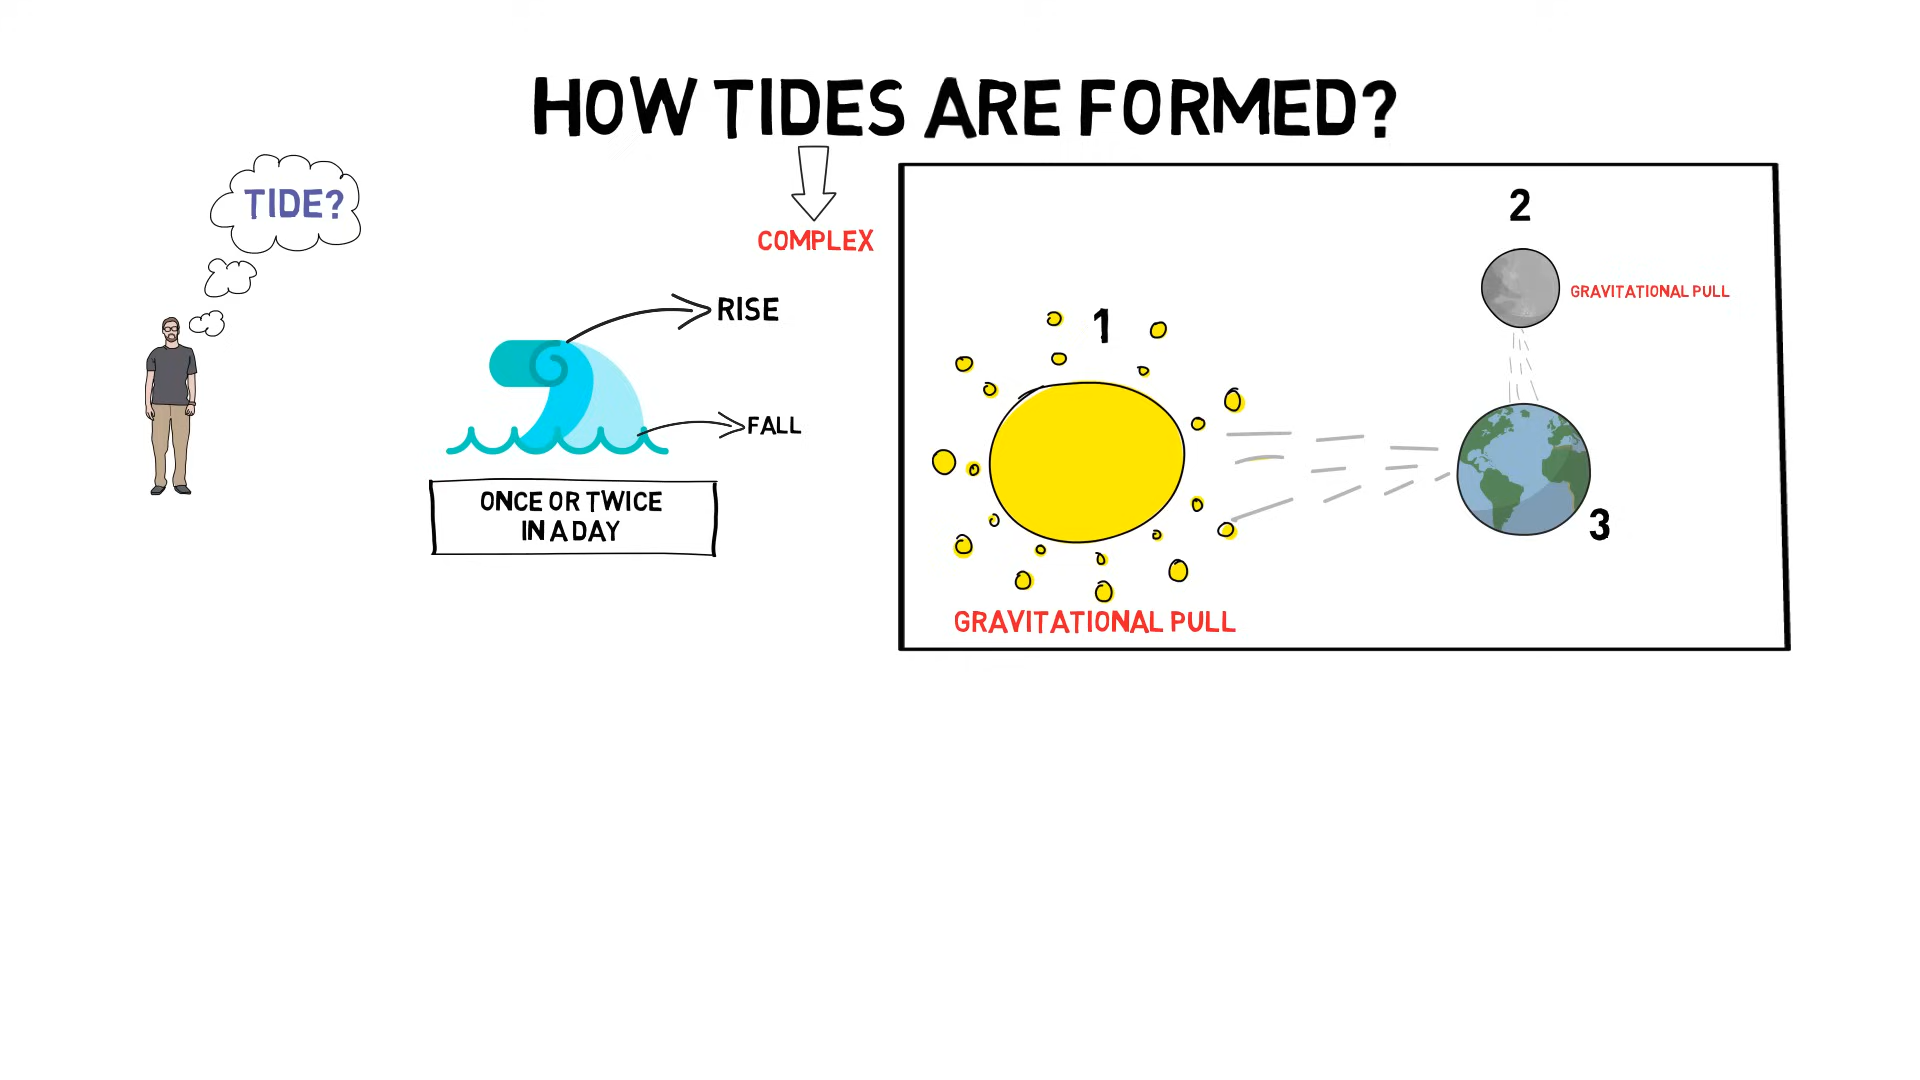 HOW TIDES ARE FORMED?
TIDE?
COMPLEX
RISE
FALL
ONCE OR TWICE
IN A DAY
1
2
GRAVITATIONAL PULL
3
GRAVITATIONAL PULL